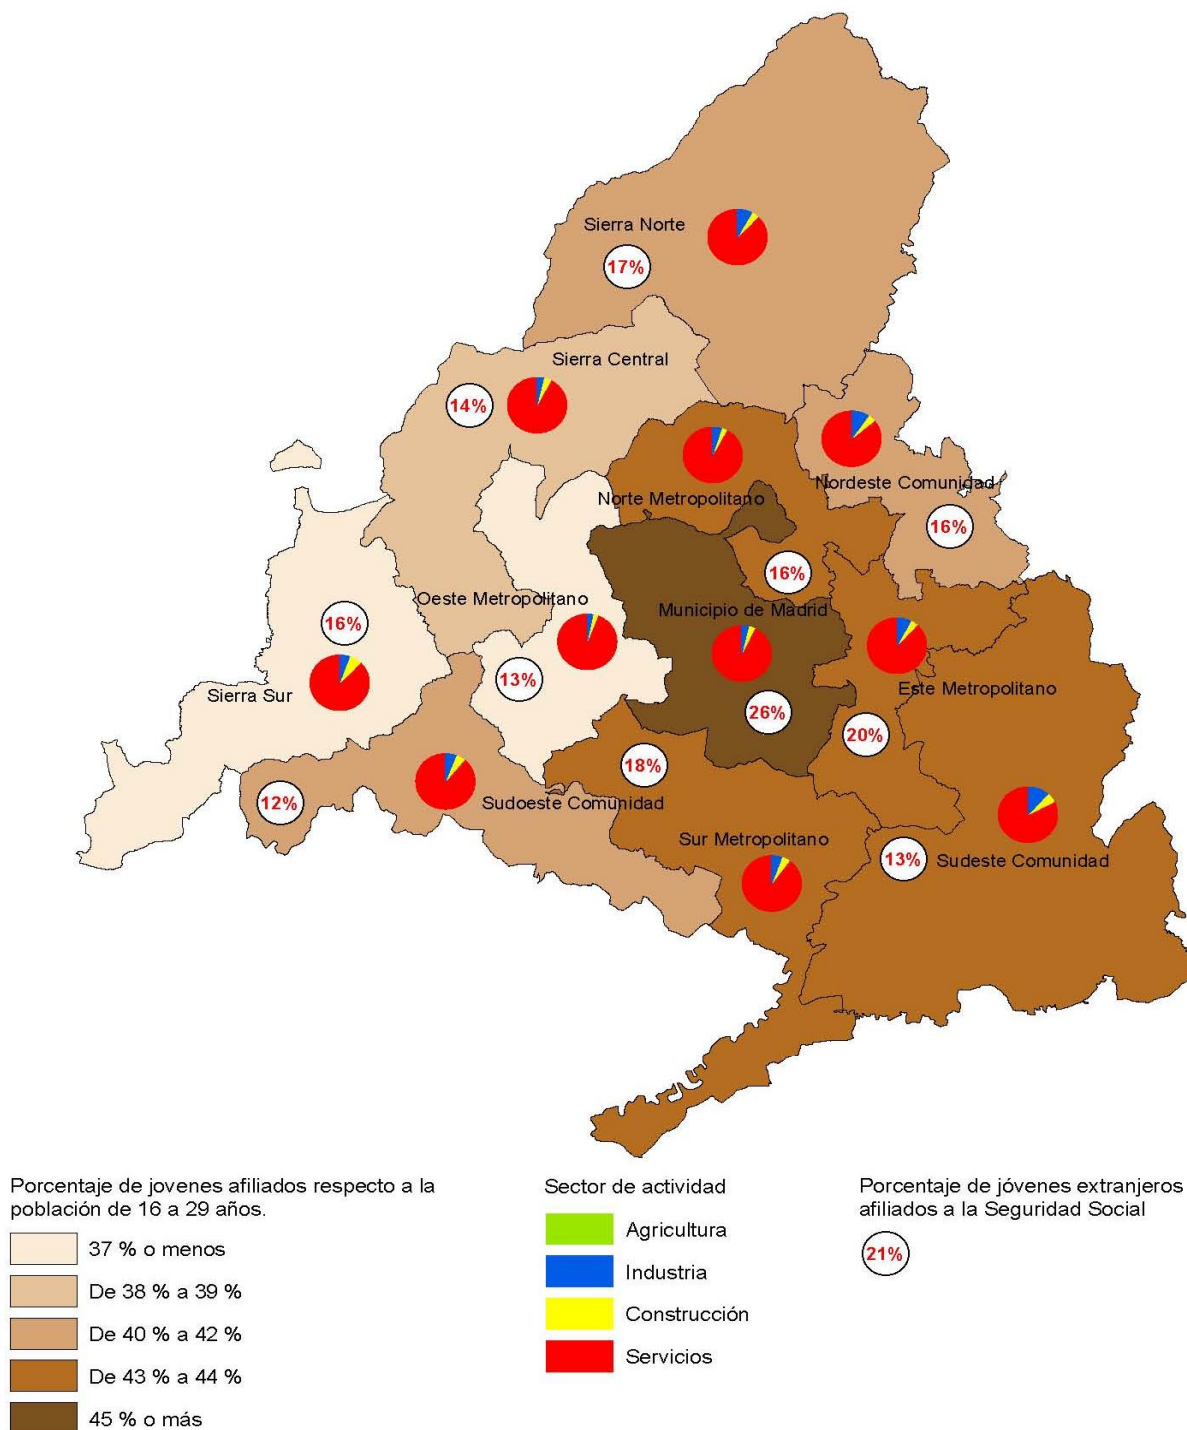 Sierra Norte
17%
Sierra Central
14%
Norte Metropolitano
Nordeste Comunidad
16%
16%
Oeste Metropolitano
Municipio de Madrid
16%
13%
Sierra Sur
Este Metropolitano
26%
20%
18%
12%
Sudoeste Comunidad
Sur Metropolitano
13%
Sudeste Comunidad
Porcentaje de jovenes afiliados respecto a la
población de 16 a 29 años.
37 % o menos
De 38 % a 39 %
De 40 % a 42 %
De 43 % a 44 %
45 % o más
Sector de actividad
Agricultura
Industria
Construcción
Servicios
Porcentaje de jóvenes extranjeros
afiliados a la Seguridad Social
21%